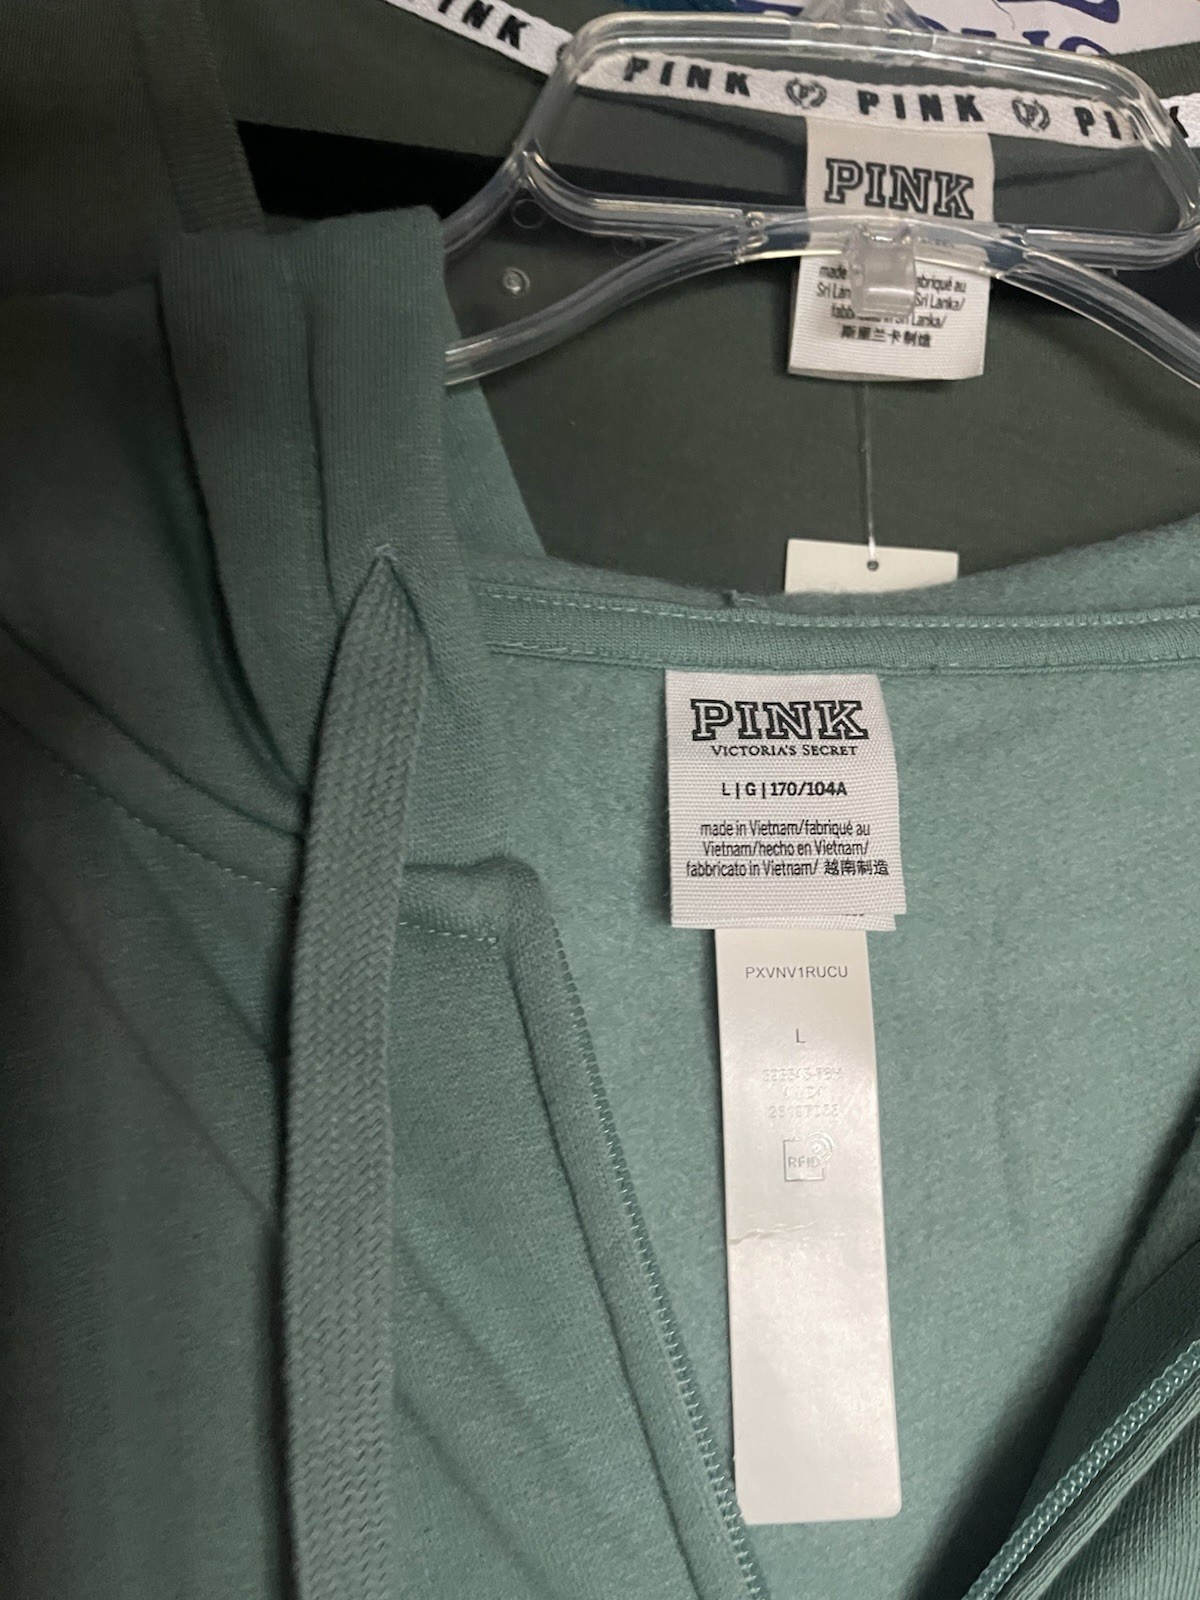 PINK
PINK PINK
PINK
made fabriqué au
Sri Lanka/
Sri Lanka/
斯里兰卡制造
PINK
VICTORIA'S SECRET
L | G | 170/104A
made in Vietnam/fabriqué au
Vietnam/hecho en Vietnam/
fabbricato in Vietnam/ 越南制造
PXVNV1RUCU
L
RFID